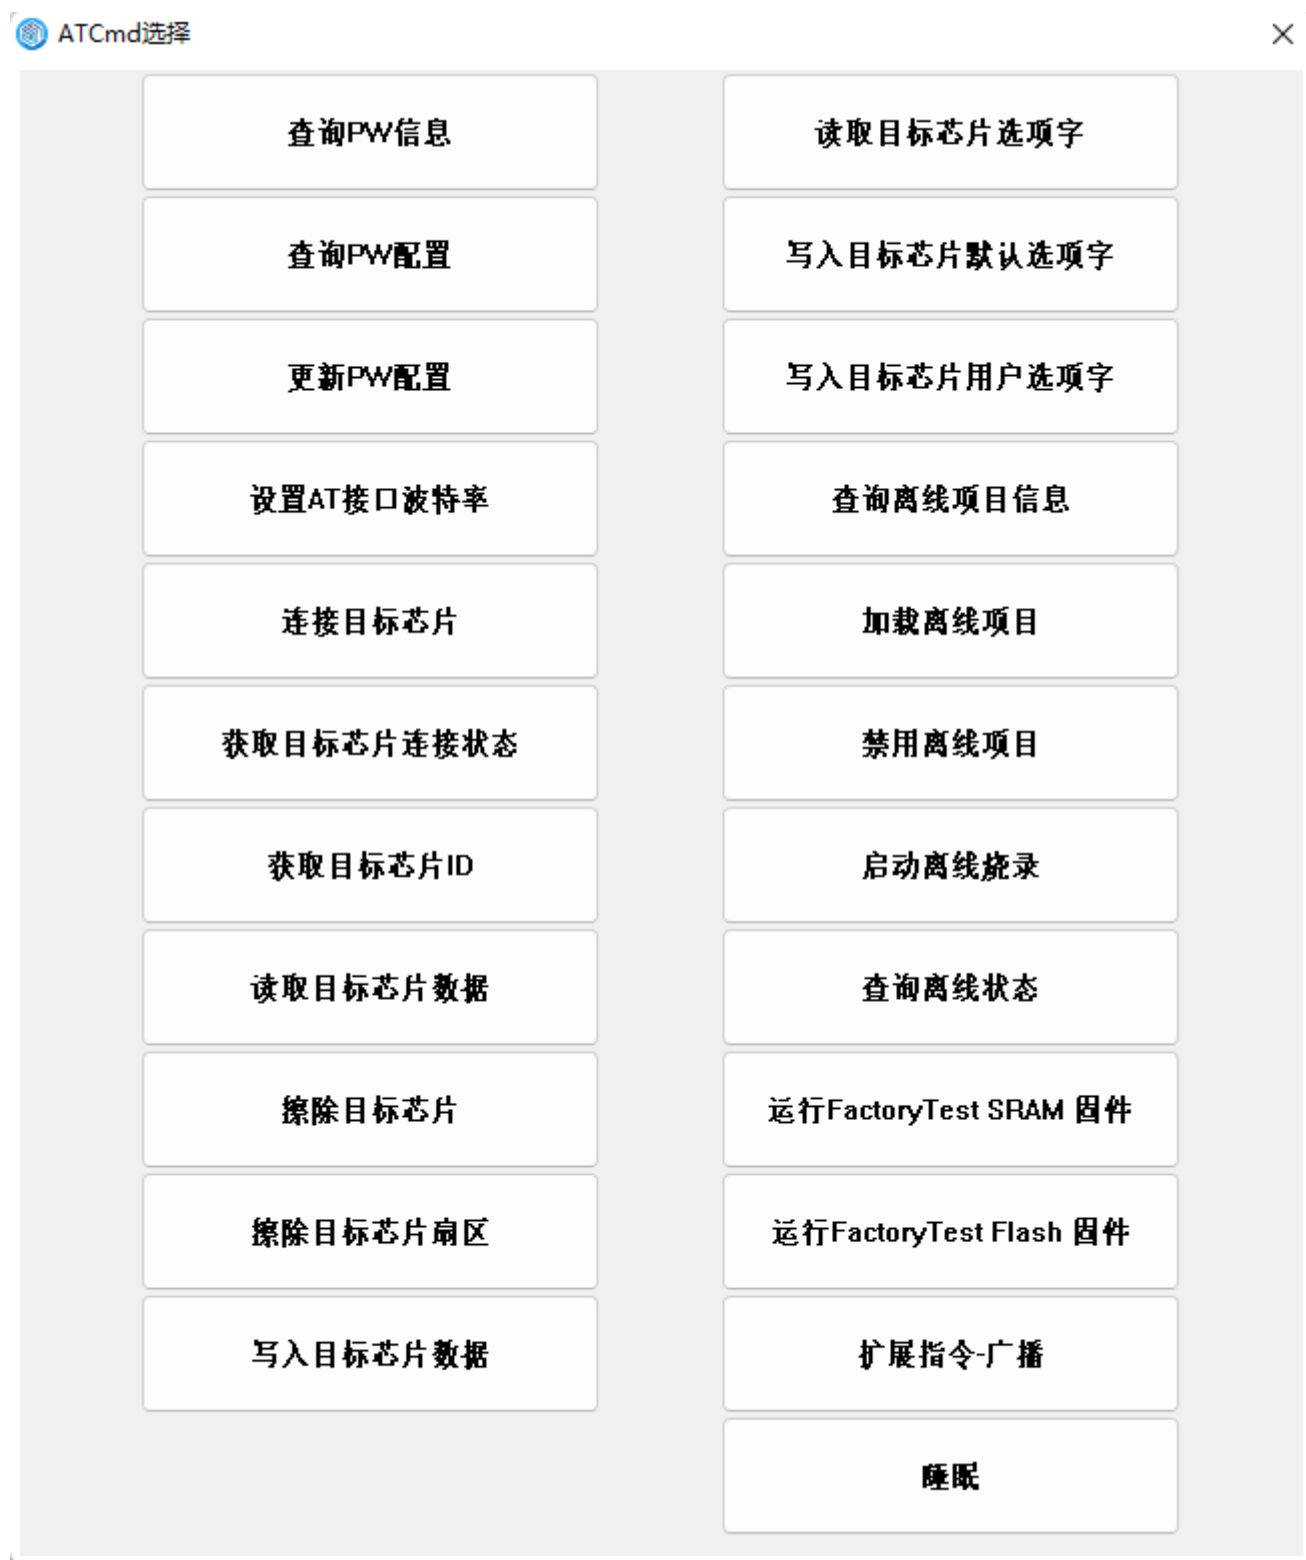 ATCmd选择
查询PW信息
查询PW配置
更新PW配置
设置AT接口波特率
连接目标芯片
获取目标芯片连接状态
获取目标芯片ID
读取目标芯片数据
擦除目标芯片
擦除目标芯片扇区
写入目标芯片数据
读取目标芯片选项字
写入目标芯片默认选项字
写入目标芯片用户选项字
查询离线项目信息
加载离线项目
禁用离线项目
启动离线烧录
查询离线状态
运行FactoryTest SRAM 固件
运行FactoryTest Flash 固件
扩展指令-广播
睡眠